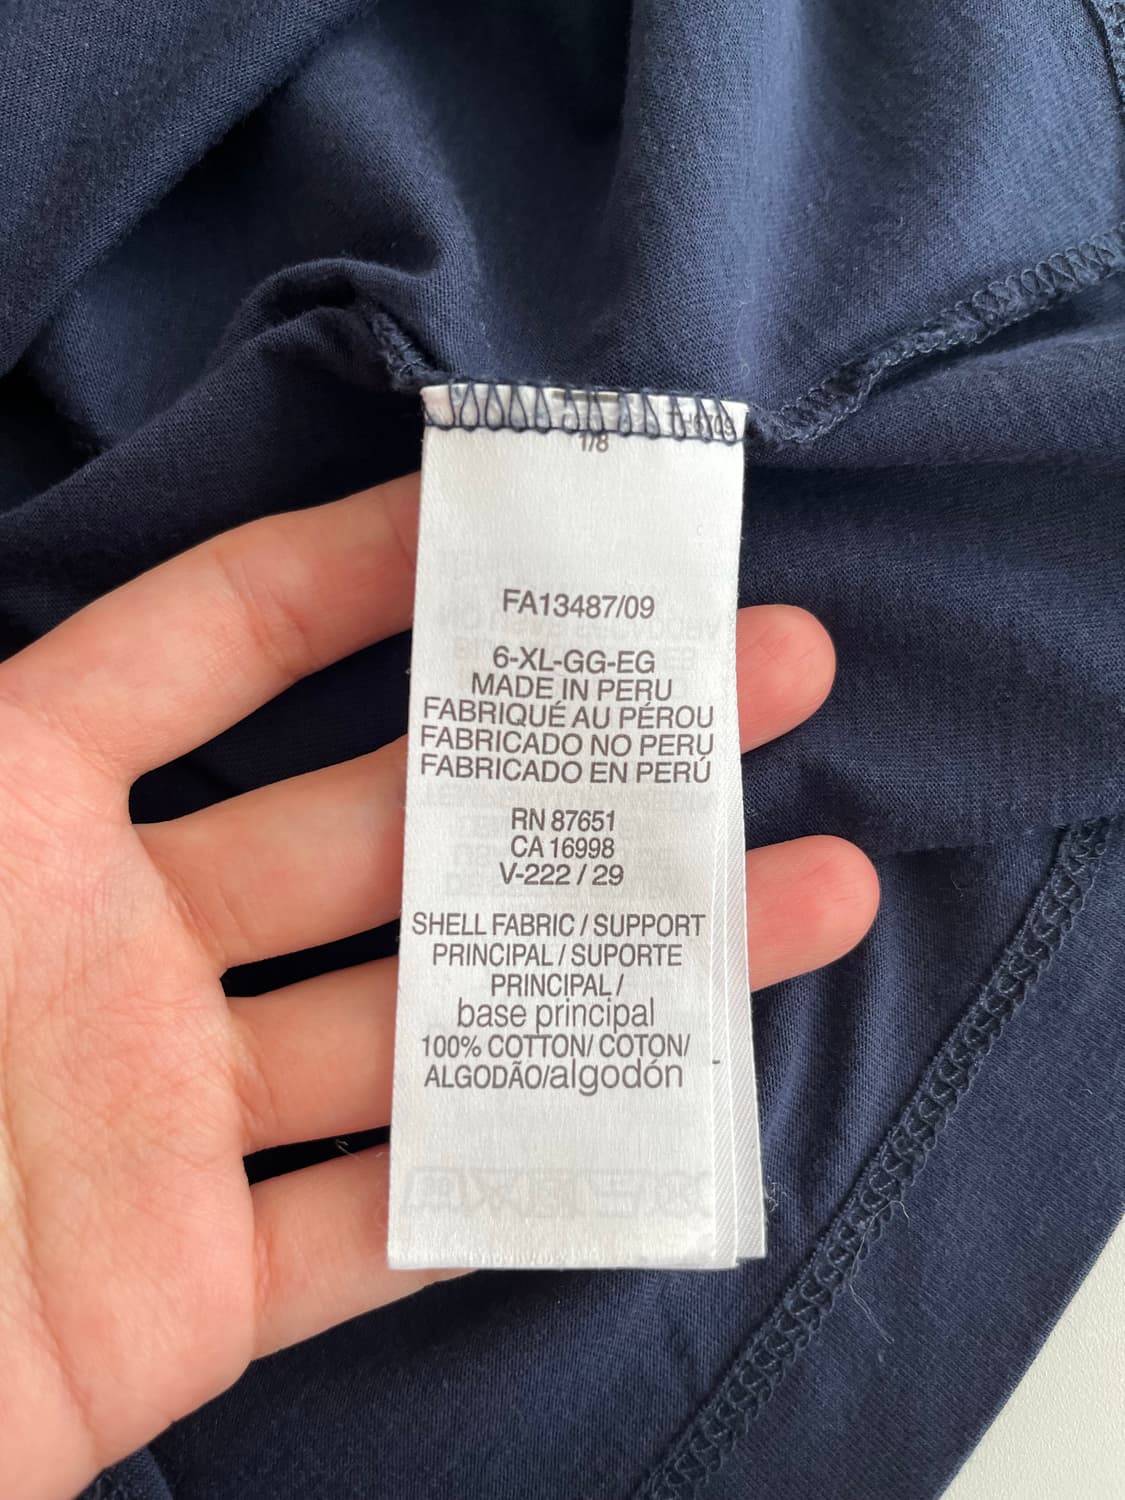 1/8
FA13487/09
6-XL-GG-EG
MADE IN PERU
FABRIQUÉ AU PÉROU
FABRICADO NO PERU
FABRICADO EN PERÚ
RN 87651
CA 16998
V-222 / 29
SHELL FABRIC / SUPPORT
PRINCIPAL / SUPORTE
PRINCIPAL /
base principal
100% COTTON/ COTON/
ALGODÃO/algodón